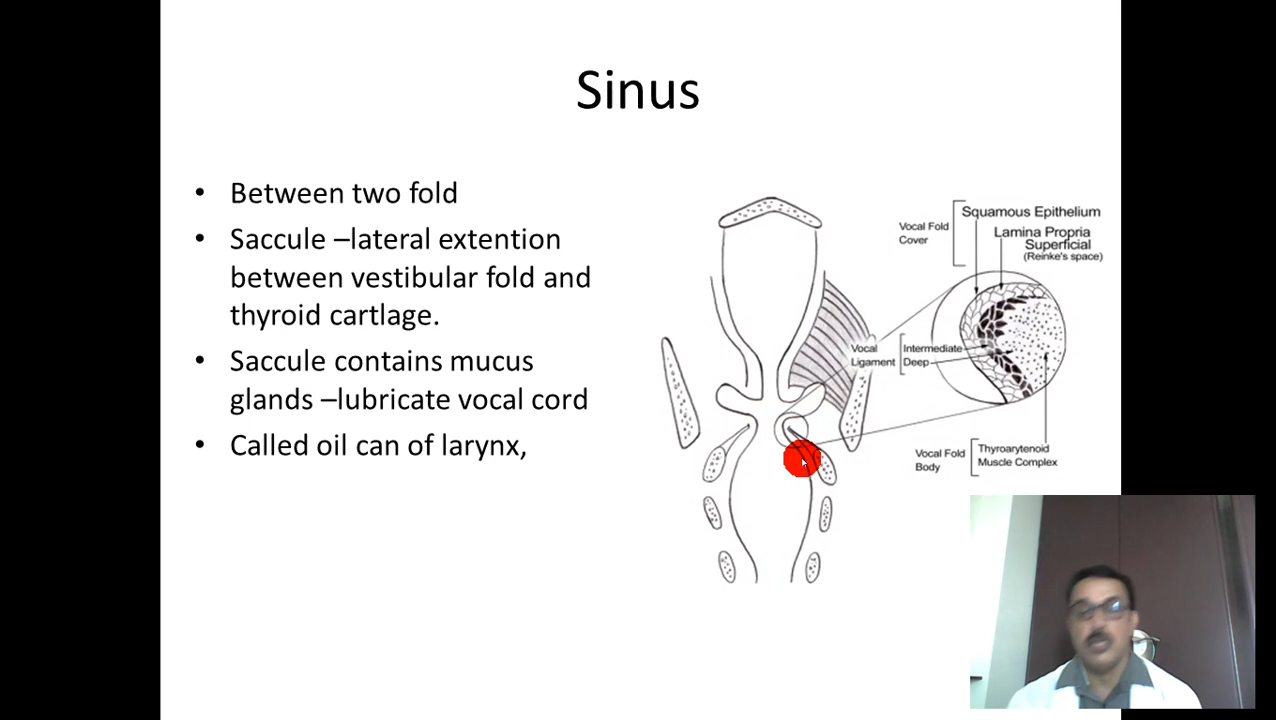 Sinus
• Between two fold
• Saccule –lateral extention
between vestibular fold and
thyroid cartlage.
• Saccule contains mucus
glands –lubricate vocal cord
• Called oil can of larynx,
Vocal Fold
Cover
Squamous Epithelium
Lamina Propria
Superficial
(Reinke's space)
Vocal
Ligament
Intermediate
Deep
Vocal Fold
Body
Thyroarytenoid
Muscle Complex